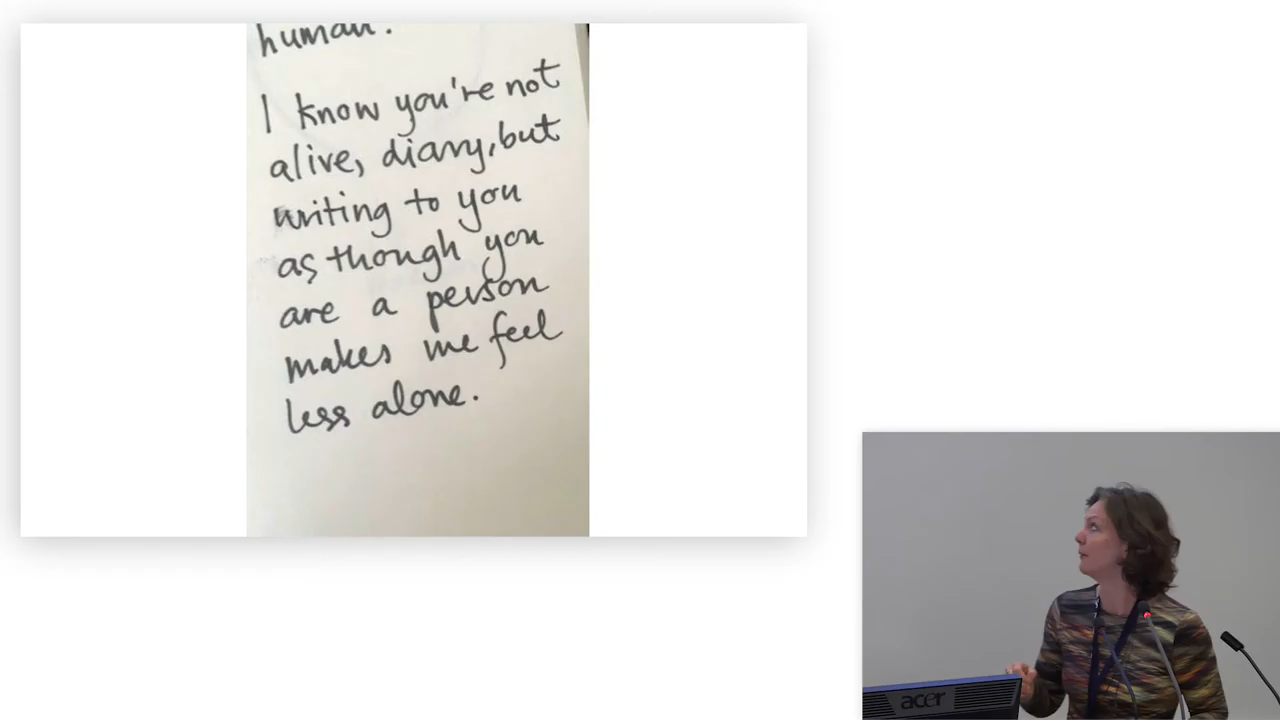 human.
I know you're not
alive, diary, but
writing to you
as though you
are a person
makes me feel
less alone.
acer